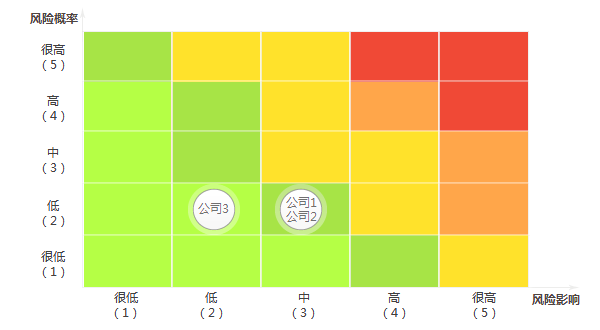 风险概率
很高
（5）
高
（4）
中
（3）
低
（2）
公司3
公司1
公司2
很低
（1）
很低
（1）
低
（2）
中
（3）
高
（4）
很高
（5）
风险影响